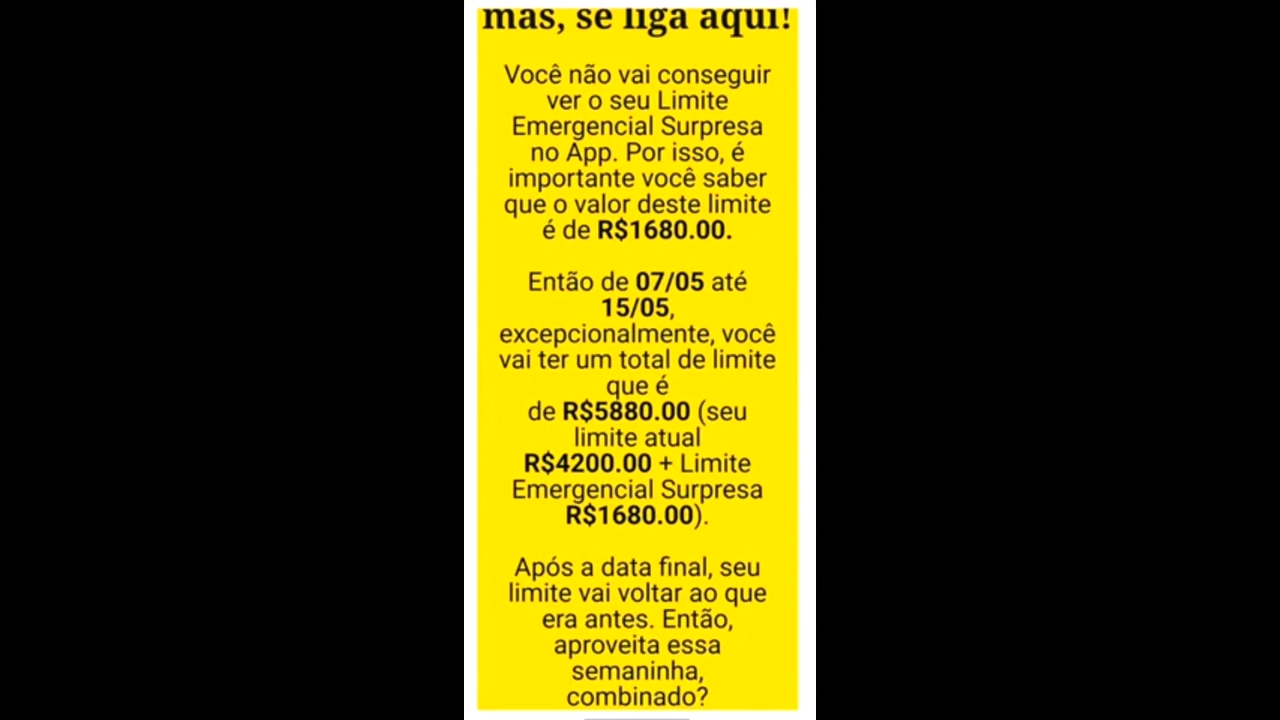 mas, se liga aqui!
Você não vai conseguir
ver o seu Limite
Emergencial Surpresa
no App. Por isso, é
importante você saber
que o valor deste limite
é de R$1680.00.
Então de 07/05 até
15/05,
excepcionalmente, você
vai ter um total de limite
que é
de R$5880.00 (seu
limite atual
R$4200.00 + Limite
Emergencial Surpresa
R$1680.00).
Após a data final, seu
limite vai voltar ao que
era antes. Então,
aproveita essa
semaninha,
combinado?